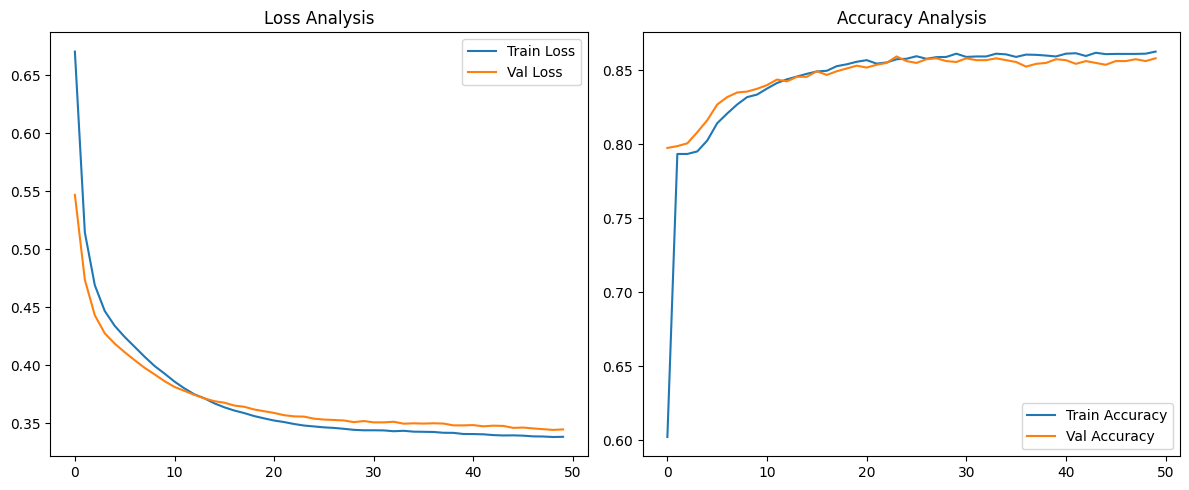 Loss Analysis
Train Loss
Val Loss
0.65
0.60
0.55
0.50
0.45
0.40
0.35
0 10 20 30 40 50
Accuracy Analysis
0.85
0.80
0.75
0.70
0.65
0.60
Train Accuracy
Val Accuracy
0 10 20 30 40 50